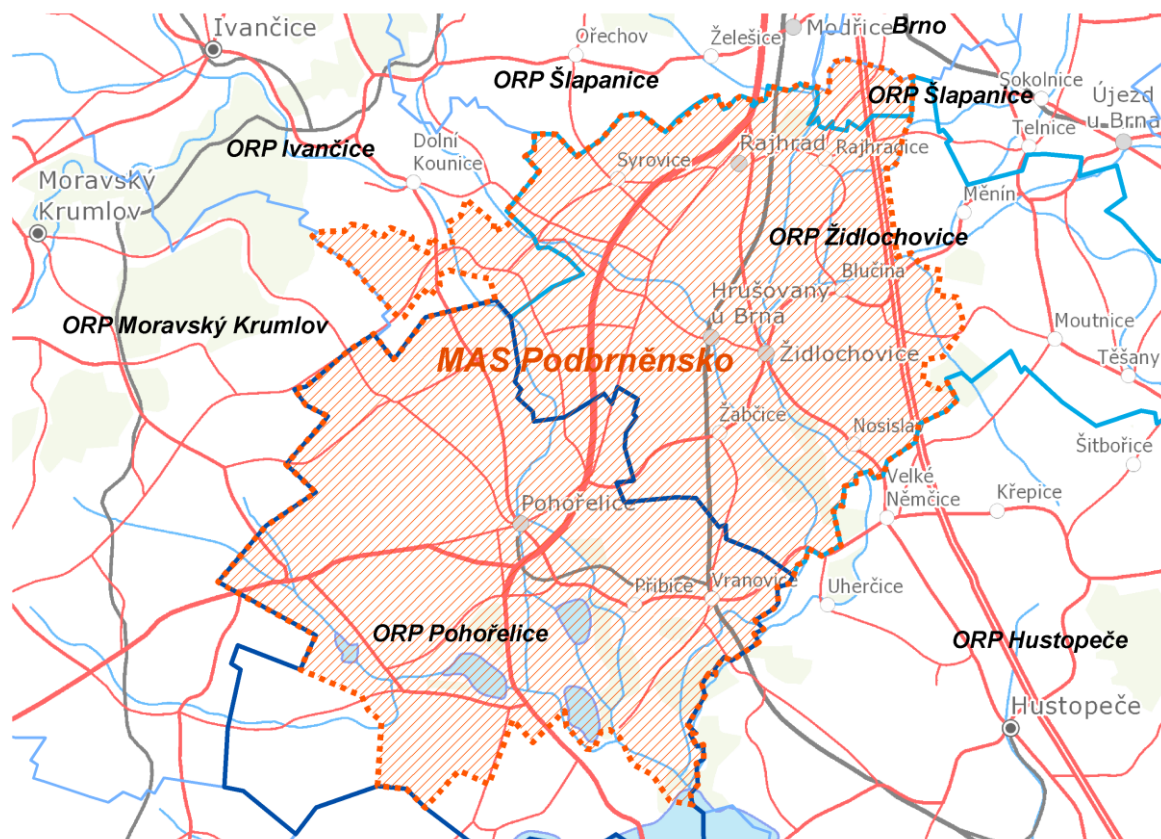 Ivančice
Ořechov
Želešice
Modřice
Brno
ORP Šlapanice
ORP Šlapanice
Sokolnice
Újezd
u Brna
Telnice
ORP Ivančice
Dolní
Kounice
Syrovice
Rajhrad
Rajhradice
Moravský
Krumlov
Měnín
ORP Židlochovice
Blučina
Hrušovany
u Brna
ORP Moravský Krumlov
MAS Podbrněnsko
Židlochovice
Moutnice
Těšany
Žabčice
Nosislav
Šitbořice
Velké
Němčice
Křepice
Pohořelice
Přibice
Vranovice
Uherčice
ORP Pohořelice
ORP Hustopeče
Hustopeče